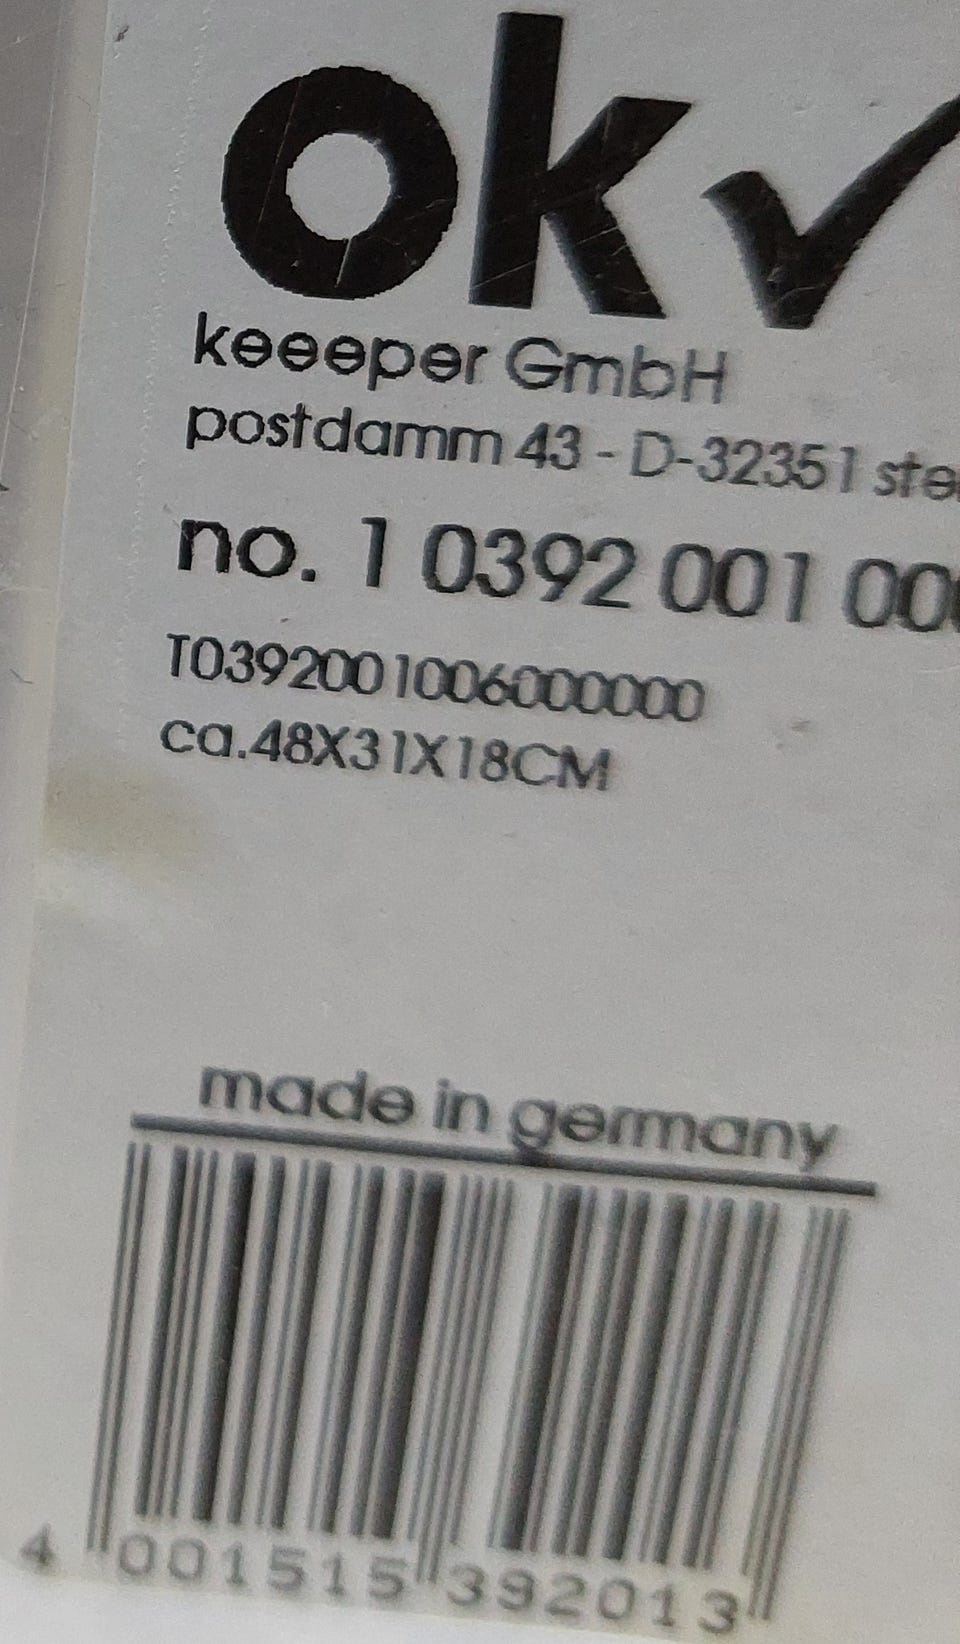 ok✓
keeeper GmbH
postdamm 43 - D-32351
no. 1 0392 001
T0392001006000000
ca.48X31X18CM
made in germany
4 001515 392013